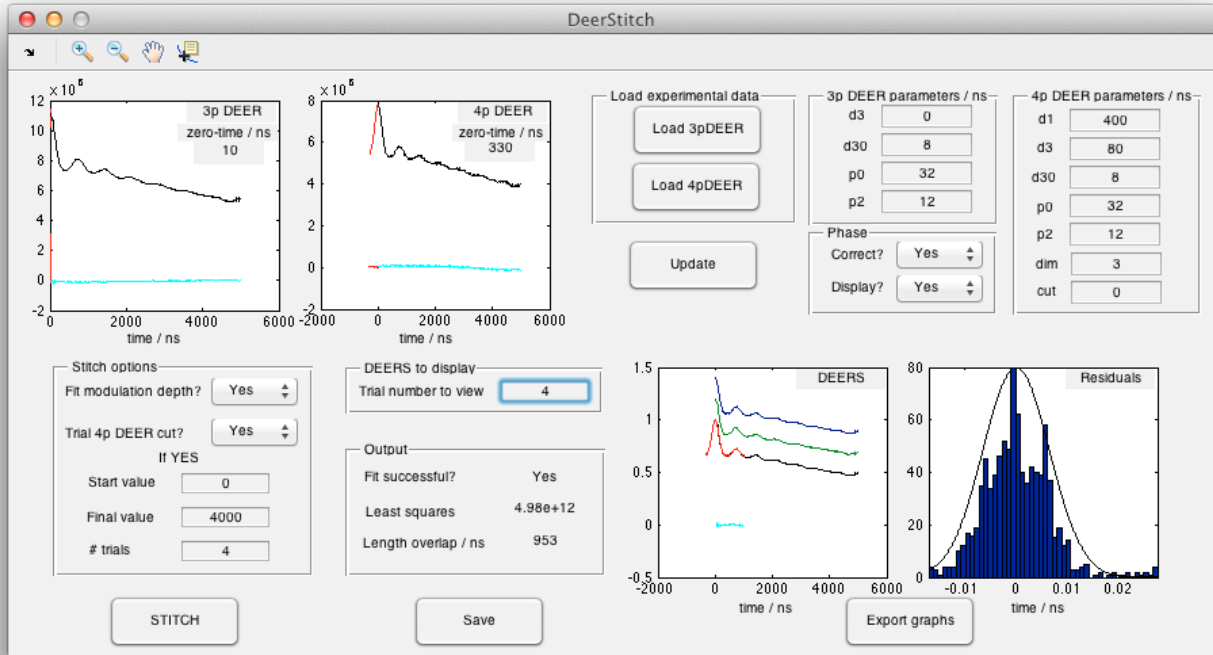 DeerStitch
× 10^6
12
10
8
6
4
2
0
-2
0
2000
4000
6000
time / ns
3p DEER
zero-time / ns
10
8
6
4
2
0
-2
-2000
0
2000
4000
6000
time / ns
4p DEER
zero-time / ns
330
Load experimental data
Load 3pDEER
Load 4pDEER
Update
3p DEER parameters / ns
d3 0
d30 8
p0 32
p2 12
Phase
Correct? Yes
Display? Yes
4p DEER parameters / ns
d1 400
d3 80
d30 8
p0 32
p2 12
dim 3
cut 0
Stitch options
Fit modulation depth? Yes
Trial 4p DEER cut? Yes
If YES
Start value 0
Final value 4000
# trials 4
STITCH
DEERS to display
Trial number to view 4
Output
Fit successful? Yes
Least squares 4.98e+12
Length overlap / ns 953
Save
1.5
1
0.5
0
-0.5
-2000
0
2000
4000
6000
time / ns
DEERS
80
60
40
20
0
-0.01
0
0.01
0.02
time / ns
Residuals
Export graphs